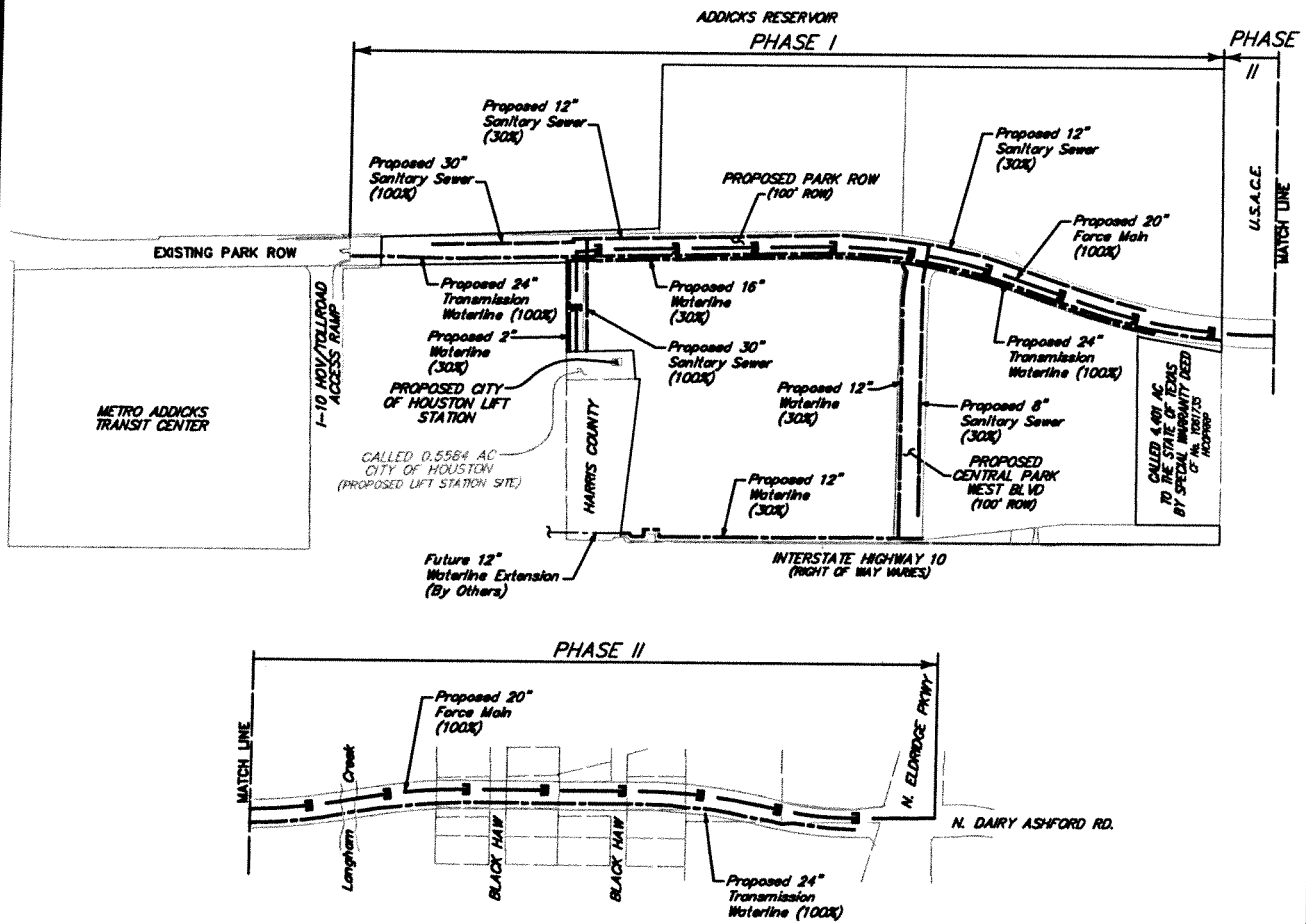 ADDICKS RESERVOIR
PHASE I
PHASE
II
Proposed 12"
Sanitary Sewer
(30%)
Proposed 12"
Sanitary Sewer
(30%)
Proposed 30"
Sanitary Sewer
(100%)
PROPOSED PARK ROW
(100' ROW)
Proposed 20"
Force Main
(100%)
U.S.A.C.E.
MATCH LINE
EXISTING PARK ROW
Proposed 24"
Transmission
Waterline (100%)
Proposed 16"
Waterline
(30%)
I-10 HOV/TOLLROAD
ACCESS RAMP
Proposed 2"
Waterline
(30%)
Proposed 30"
Sanitary Sewer
(100%)
Proposed 24"
Transmission
Waterline (100%)
PROPOSED CITY
OF HOUSTON LIFT
STATION
Proposed 12"
Waterline
(30%)
Proposed 8"
Sanitary Sewer
(30%)
METRO ADDICKS
TRANSIT CENTER
HARRIS COUNTY
CALLED 0.5584 AC
CITY OF HOUSTON
(PROPOSED LIFT STATION SITE)
PROPOSED
CENTRAL PARK
WEST BLVD
(100' ROW)
CALLED 4.401 AC
TO THE STATE OF TEXAS
BY SPECIAL WARRANTY DEED
CF No.
Proposed 12"
Waterline
(30%)
Future 12"
Waterline Extension
(By Others)
INTERSTATE HIGHWAY 10
(RIGHT OF WAY VARIES)
PHASE II
Proposed 20"
Force Main
(100%)
MATCH LINE
Langham Creek
BLACK HAW
BLACK HAW
N. ELDRIDGE PKWY
N. DAIRY ASHFORD RD.
Proposed 24"
Transmission
Waterline (100%)